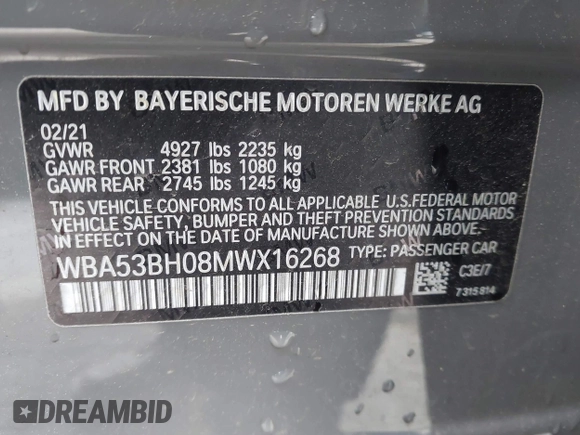 MFD BY BAYERISCHE MOTOREN WERKE AG
02/21
GVWR 4927 lbs 2235 kg
GAWR FRONT 2381 lbs 1080 kg
GAWR REAR 2745 lbs 1245 kg
THIS VEHICLE CONFORMS TO ALL APPLICABLE U.S.FEDERAL MOTOR
VEHICLE SAFETY, BUMPER AND THEFT PREVENTION STANDARDS
IN EFFECT ON THE DATE OF MANUFACTURE SHOWN ABOVE.
WBA53BH08MWX16268 TYPE: PASSENGER CAR
C3E/7
7315814
DREAMBID